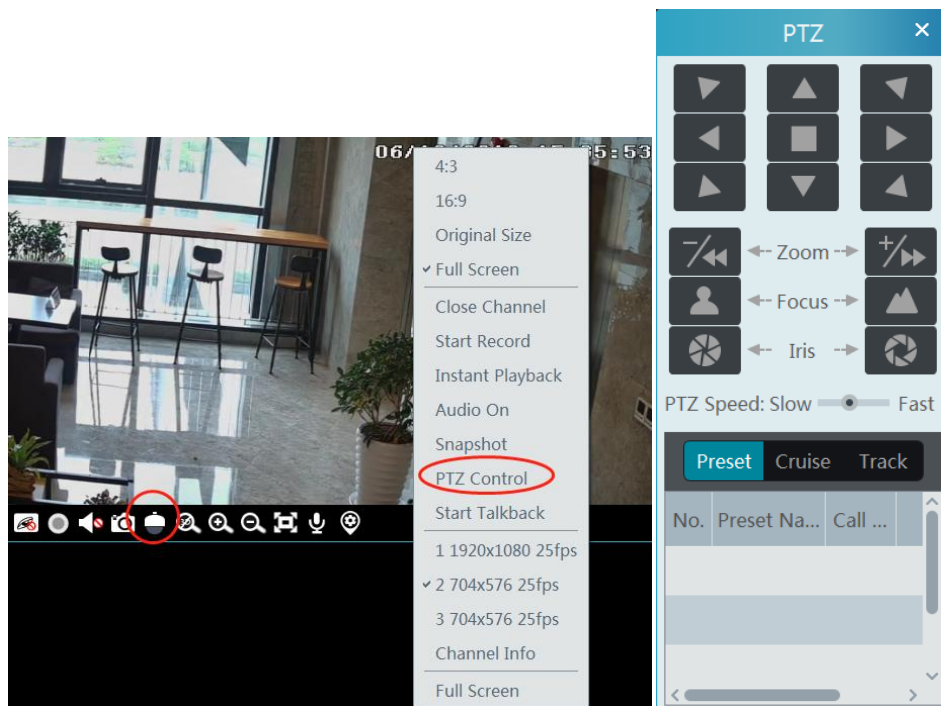 4:3
16:9
Original Size
Full Screen
Close Channel
Start Record
Instant Playback
Audio On
Snapshot
PTZ Control
Start Talkback
1 1920x1080 25fps
2 704x576 25fps
3 704x576 25fps
Channel Info
Full Screen
PTZ
Zoom
Focus
Iris
PTZ Speed: Slow Fast
Preset Cruise Track
No. Preset Na... Call ...